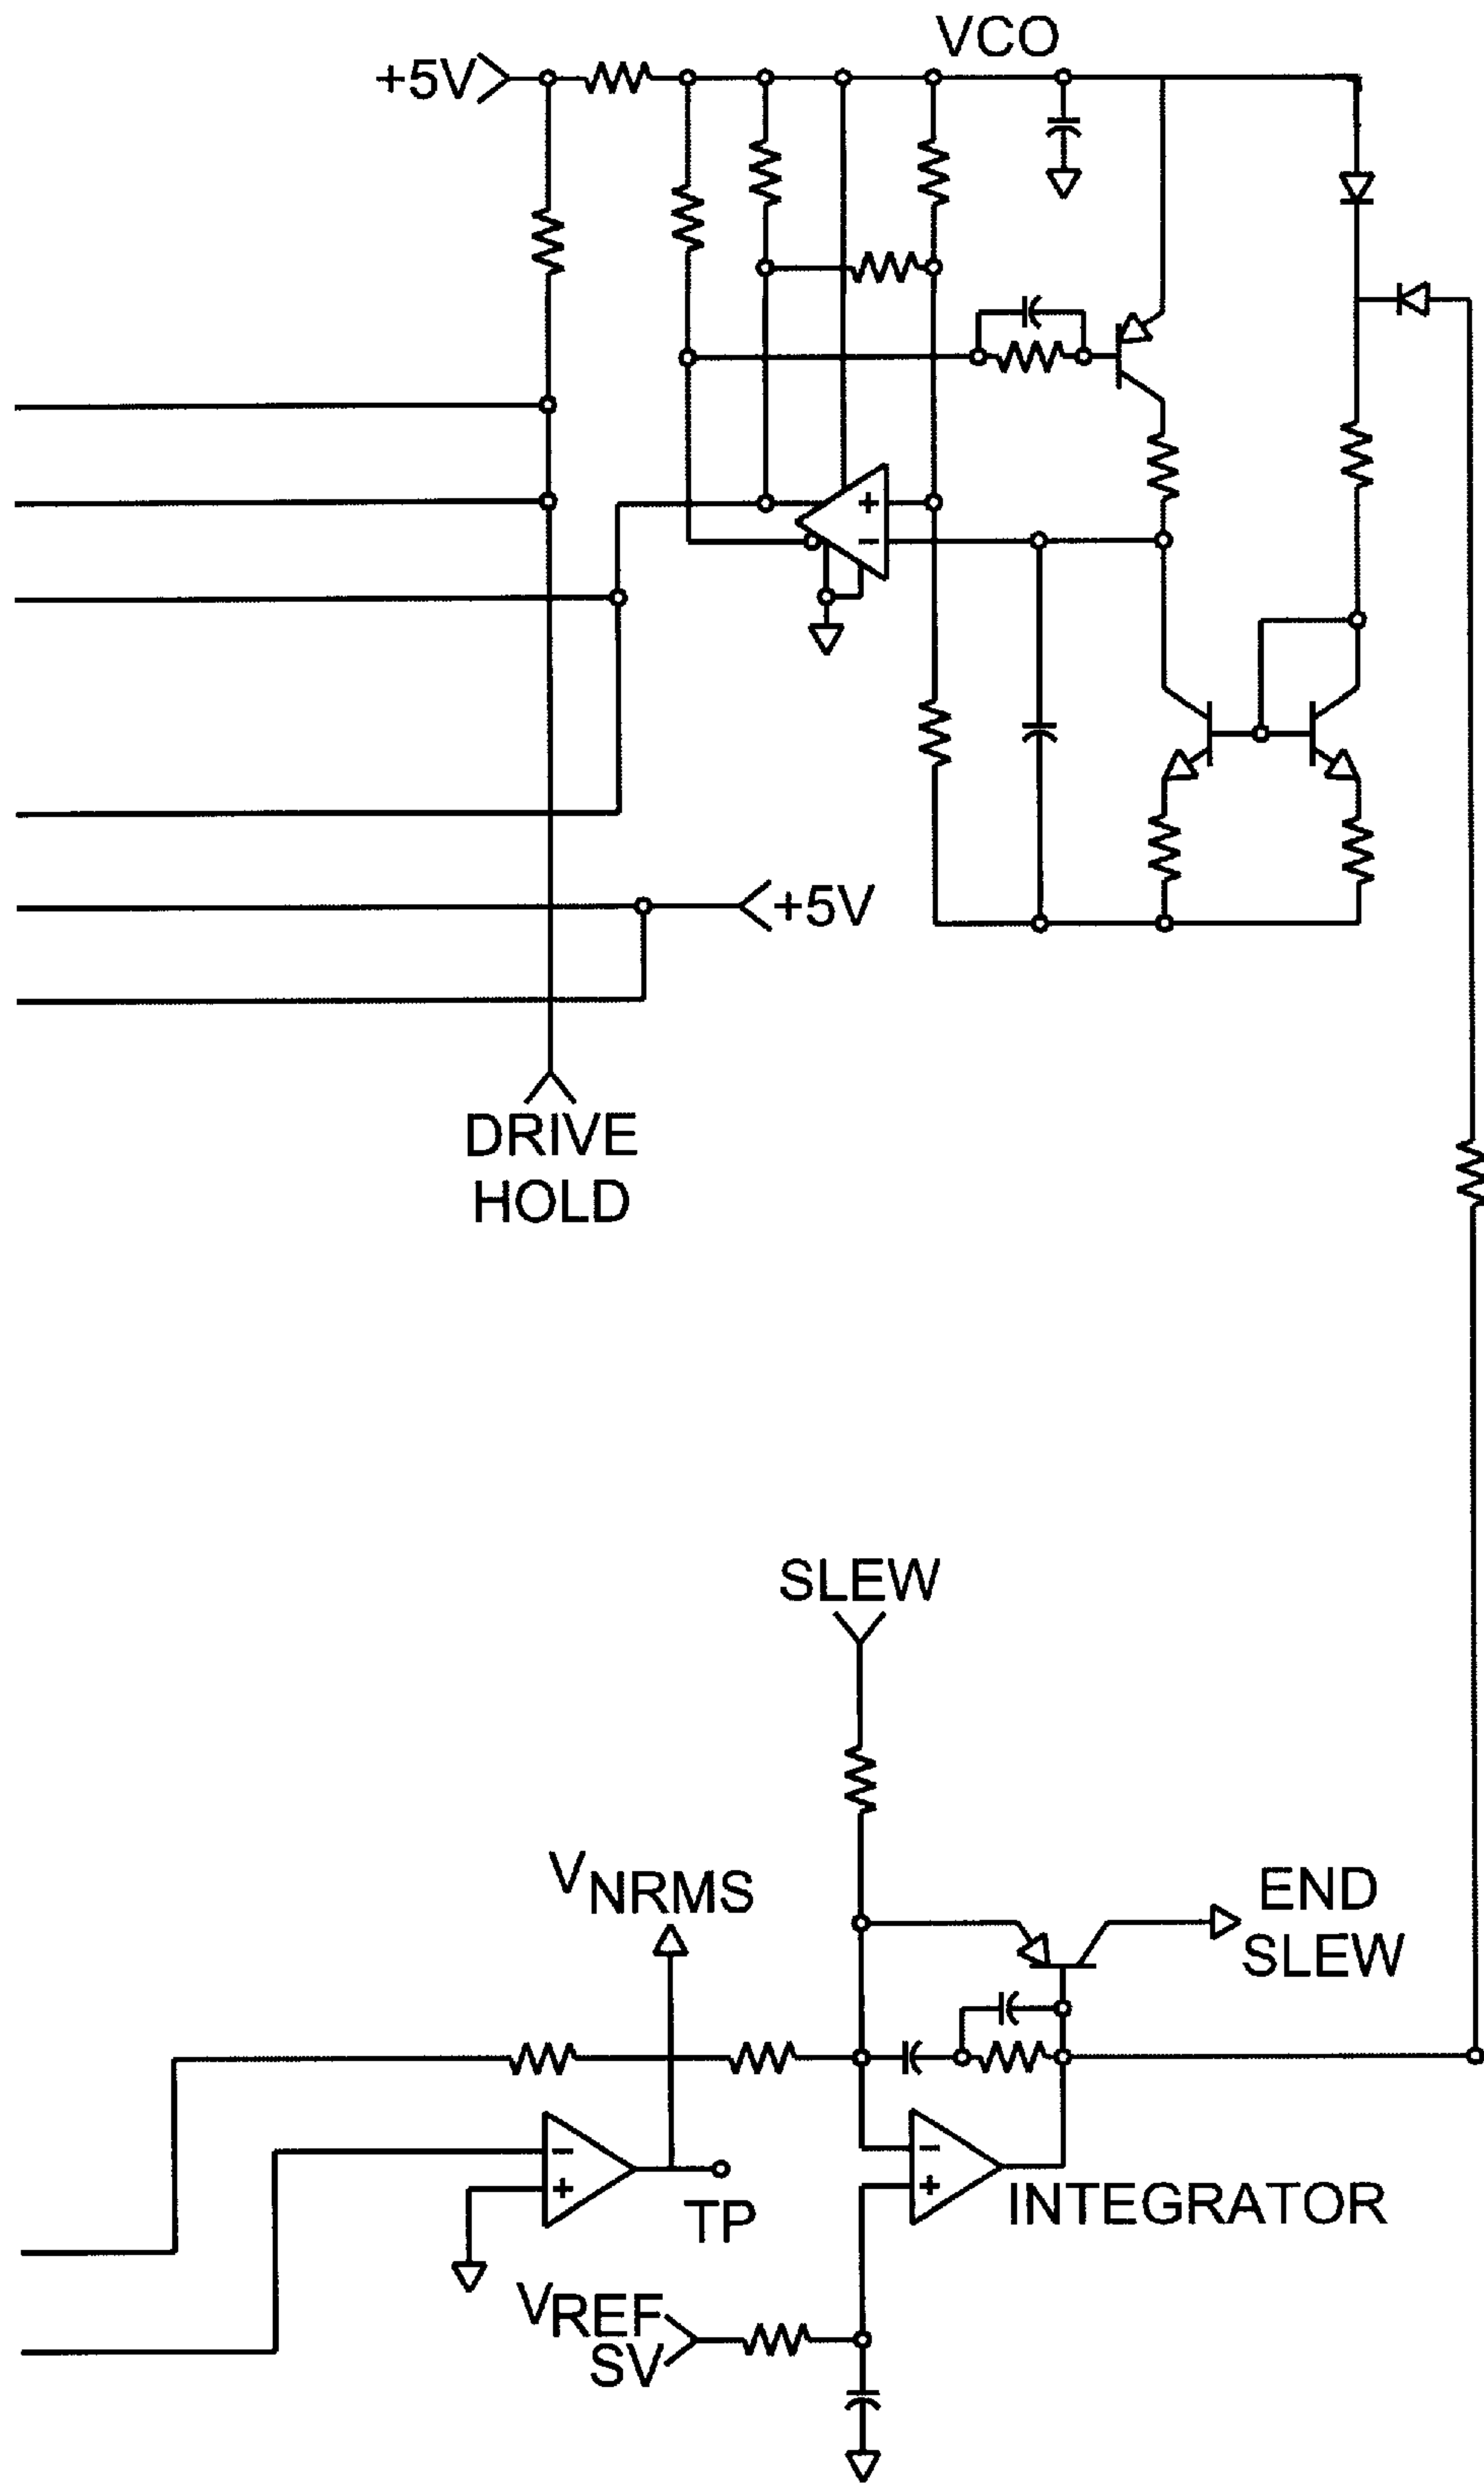 VCO
+5V
+
−
+5V
DRIVE
HOLD
SLEW
VNRMS
END
SLEW
−
+
TP
−
+
INTEGRATOR
VREF
SV